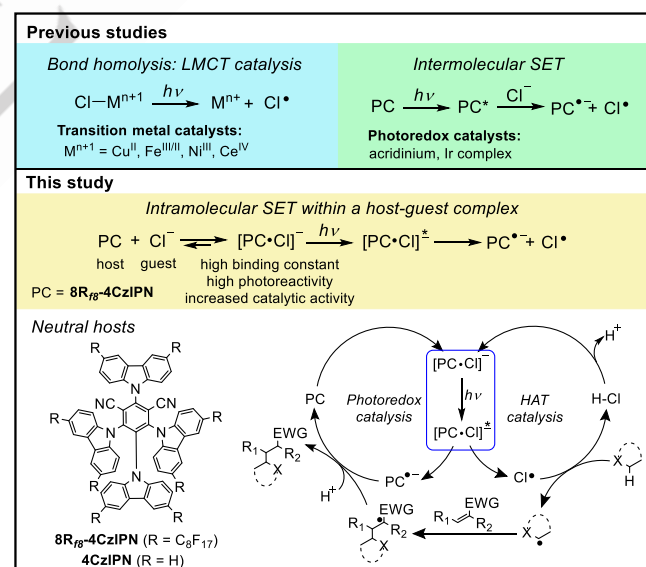 Previous studies
Bond homolysis: LMCT catalysis
Cl—Mⁿ⁺¹ hν → Mⁿ⁺ + Cl•
Transition metal catalysts:
Mⁿ⁺¹ = Cuᴵᴵ, Feᴵᴵᴵ/ᴵᴵ, Niᴵᴵᴵ, Ceᴵⱽ
Intermolecular SET
PC hν → PC* Cl⁻ → PC•⁻ + Cl•
Photoredox catalysts:
acridinium, Ir complex
This study
Intramolecular SET within a host-guest complex
PC + Cl⁻ ⇌ [PC•Cl]⁻ hν → [PC•Cl]⁻* → PC•⁻ + Cl•
host guest high binding constant
high photoreactivity
increased catalytic activity
PC = 8R_f8-4CzIPN
Neutral hosts
R R
N
NC CN
R R
N N
R R
N
R R
8R_f8-4CzIPN (R = C₈F₁₇)
4CzIPN (R = H)
[PC•Cl]⁻
hν
[PC•Cl]⁻*
PC
Photoredox
catalysis
HAT
catalysis
H⁺
H-Cl
EWG
R₁ R₂
X
PC•⁻
Cl•
X
H
H⁺
EWG
R₁ R₂
X
EWG
R₁ R₂
X